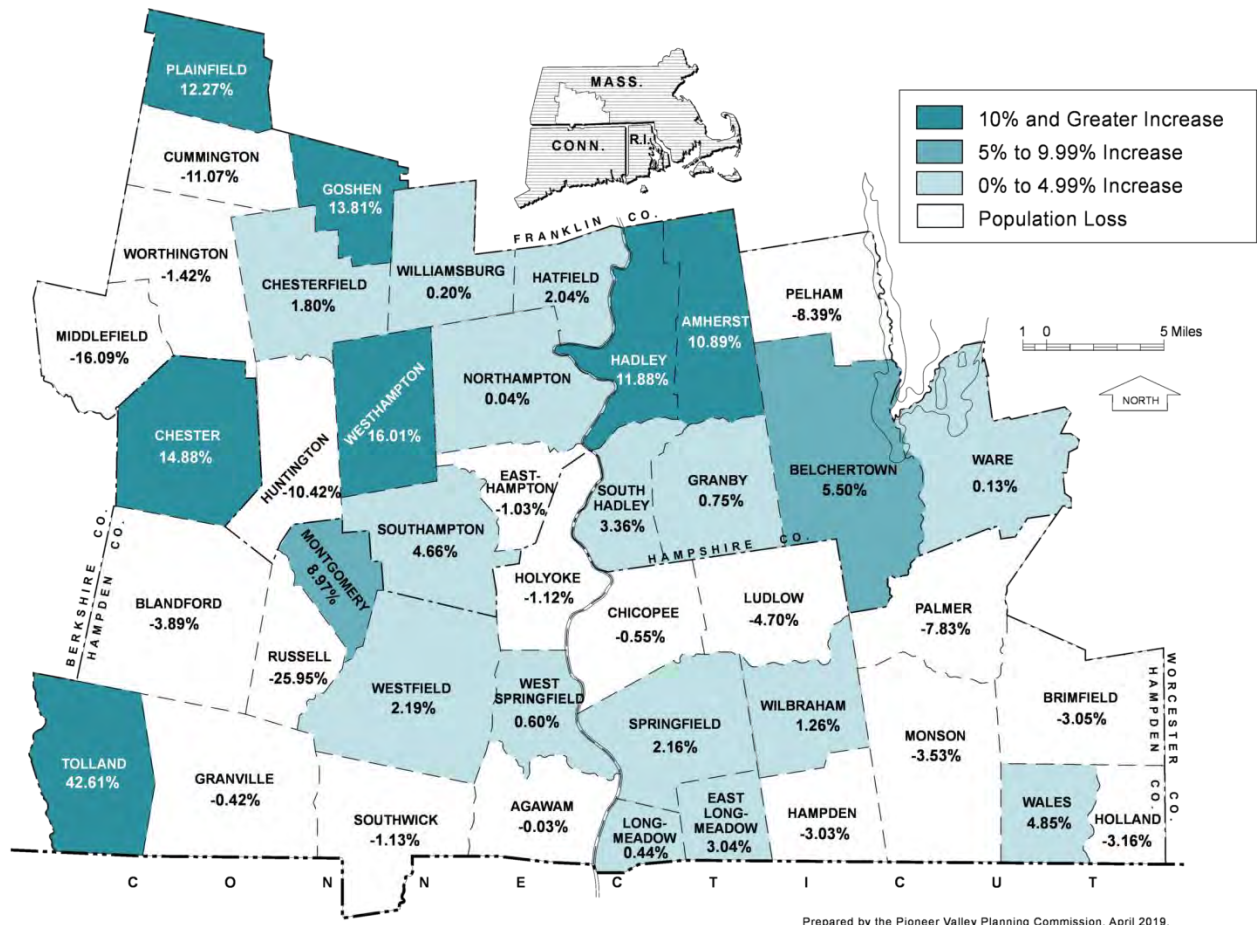 PLAINFIELD
12.27%
MASS.
CONN.
R.I.
10% and Greater Increase
5% to 9.99% Increase
0% to 4.99% Increase
Population Loss
CUMMINGTON
-11.07%
GOSHEN
13.81%
FRANKLIN CO.
WORTHINGTON
-1.42%
CHESTERFIELD
1.80%
WILLIAMSBURG
0.20%
HATFIELD
2.04%
PELHAM
-8.39%
MIDDLEFIELD
-16.09%
HADLEY
11.88%
AMHERST
10.89%
1 0 5 Miles
NORTH
NORTHAMPTON
0.04%
WESTHAMPTON
16.01%
CHESTER
14.88%
HUNTINGTON
-10.42%
EAST-
HAMPTON
-1.03%
SOUTH
HADLEY
3.36%
GRANBY
0.75%
BELCHERTOWN
5.50%
WARE
0.13%
SOUTHAMPTON
4.66%
HAMPSHIRE CO.
MONTGOMERY
8.97%
BERKSHIRE CO.
HAMPDEN CO.
BLANDFORD
-3.89%
HOLYOKE
-1.12%
CHICOPEE
-0.55%
LUDLOW
-4.70%
PALMER
-7.83%
RUSSELL
-25.95%
WESTFIELD
2.19%
WEST
SPRINGFIELD
0.60%
SPRINGFIELD
2.16%
WILBRAHAM
1.26%
MONSON
-3.53%
BRIMFIELD
-3.05%
WORCESTER CO.
HAMPDEN CO.
TOLLAND
42.61%
GRANVILLE
-0.42%
SOUTHWICK
-1.13%
AGAWAM
-0.03%
LONG-
MEADOW
0.44%
EAST
LONG-
MEADOW
3.04%
HAMPDEN
-3.03%
WALES
4.85%
HOLLAND
-3.16%
CONNECTICUT
Prepared by the Pioneer Valley Planning Commission, April 2019.